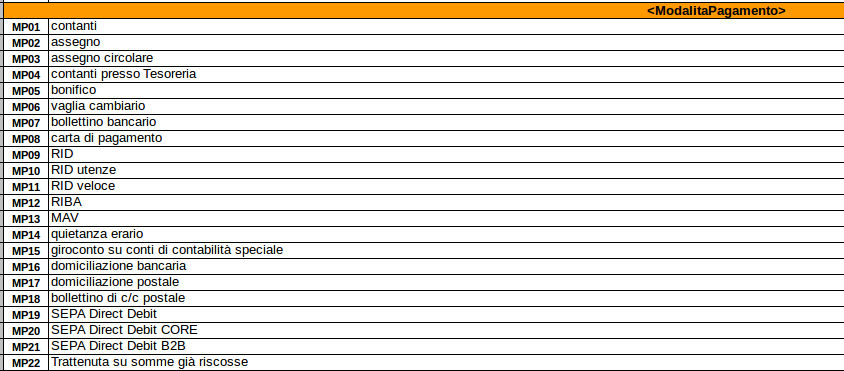 <ModalitaPagamento>
MP01 contanti
MP02 assegno
MP03 assegno circolare
MP04 contanti presso Tesoreria
MP05 bonifico
MP06 vaglia cambiario
MP07 bollettino bancario
MP08 carta di pagamento
MP09 RID
MP10 RID utenze
MP11 RID veloce
MP12 RIBA
MP13 MAV
MP14 quietanza erario
MP15 giroconto su conti di contabilità speciale
MP16 domiciliazione bancaria
MP17 domiciliazione postale
MP18 bollettino di c/c postale
MP19 SEPA Direct Debit
MP20 SEPA Direct Debit CORE
MP21 SEPA Direct Debit B2B
MP22 Trattenuta su somme già riscosse